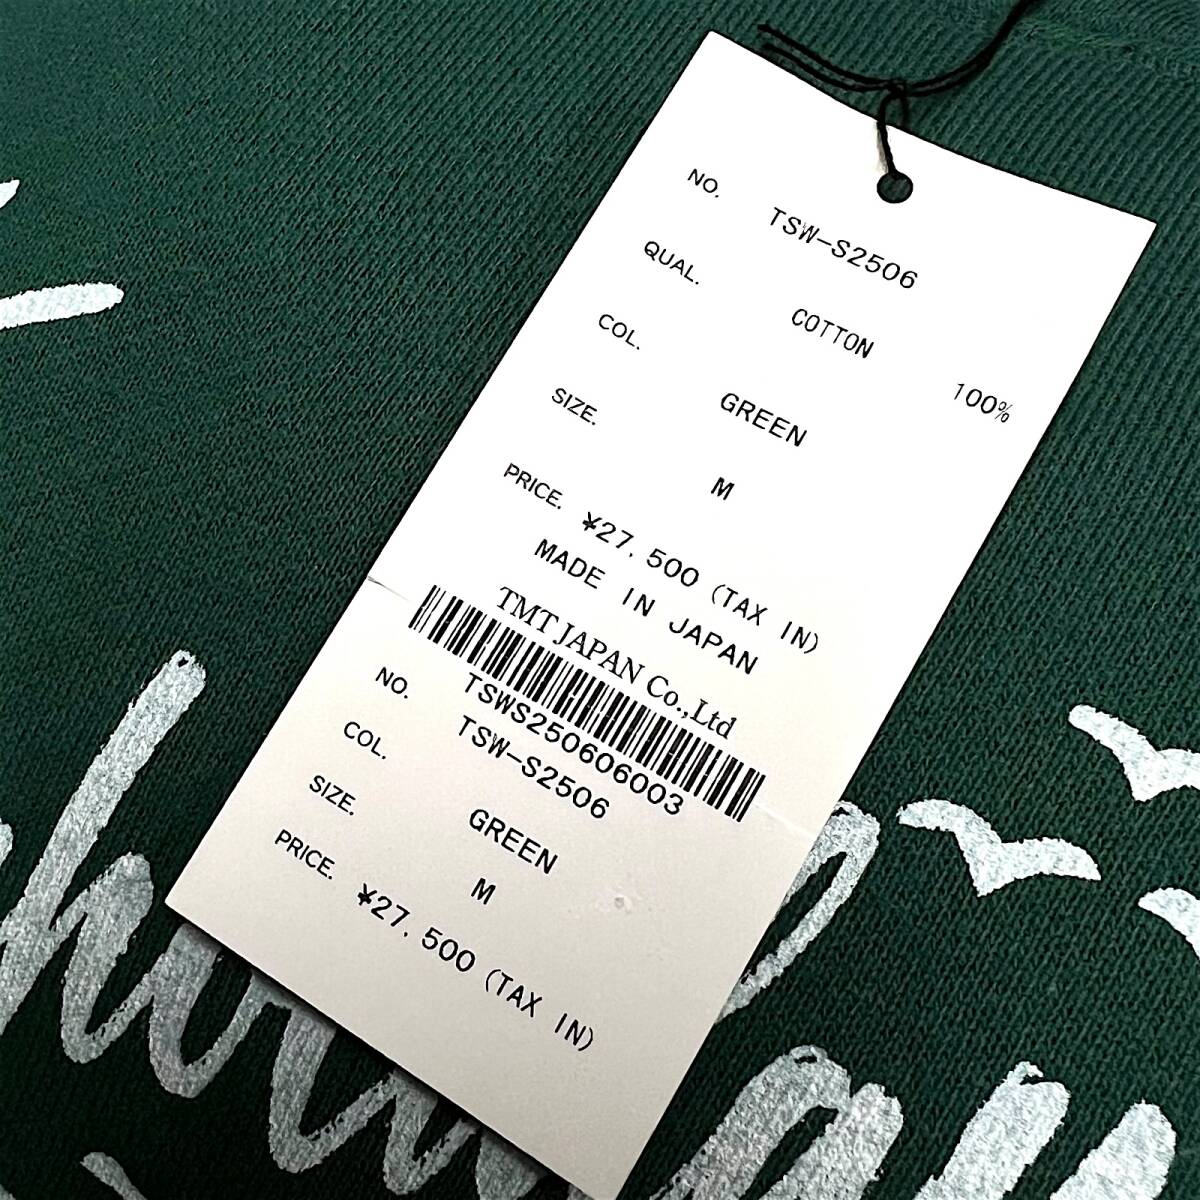 NO. TSW-S2506
QUAL.
COTTON 100%
COL. GREEN
SIZE. M
PRICE. ¥27,500 (TAX IN)
MADE IN JAPAN
TMT JAPAN Co.,Ltd
TSWS250606003
NO. TSW-S2506
COL. GREEN
SIZE. M
PRICE. ¥27,500 (TAX IN)